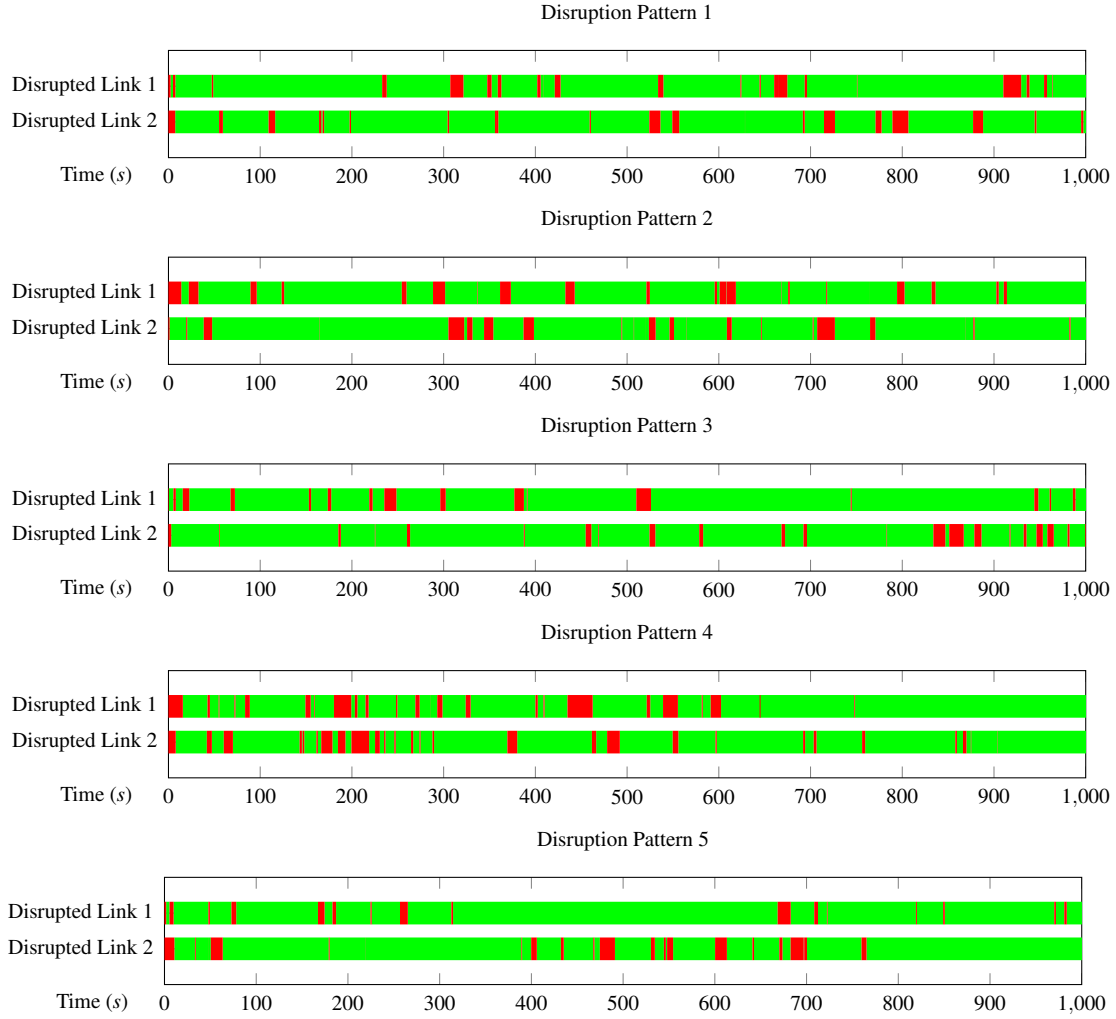 Disruption Pattern 1
Disrupted Link 1
Disrupted Link 2
Time (s) 0 100 200 300 400 500 600 700 800 900 1,000
Disruption Pattern 2
Disrupted Link 1
Disrupted Link 2
Time (s) 0 100 200 300 400 500 600 700 800 900 1,000
Disruption Pattern 3
Disrupted Link 1
Disrupted Link 2
Time (s) 0 100 200 300 400 500 600 700 800 900 1,000
Disruption Pattern 4
Disrupted Link 1
Disrupted Link 2
Time (s) 0 100 200 300 400 500 600 700 800 900 1,000
Disruption Pattern 5
Disrupted Link 1
Disrupted Link 2
Time (s) 0 100 200 300 400 500 600 700 800 900 1,000